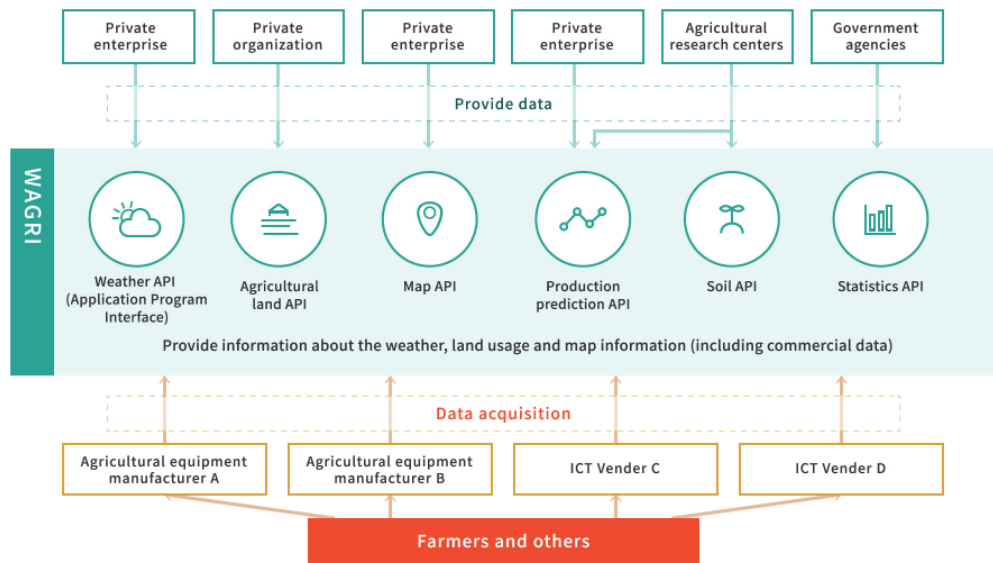 Private
enterprise
Private
organization
Private
enterprise
Private
enterprise
Agricultural
research centers
Government
agencies
Provide data
WAGRI
Weather API
(Application Program
Interface)
Agricultural
land API
Map API
Production
prediction API
Soil API
Statistics API
Provide information about the weather, land usage and map information (including commercial data)
Data acquisition
Agricultural equipment
manufacturer A
Agricultural equipment
manufacturer B
ICT Vender C
ICT Vender D
Farmers and others